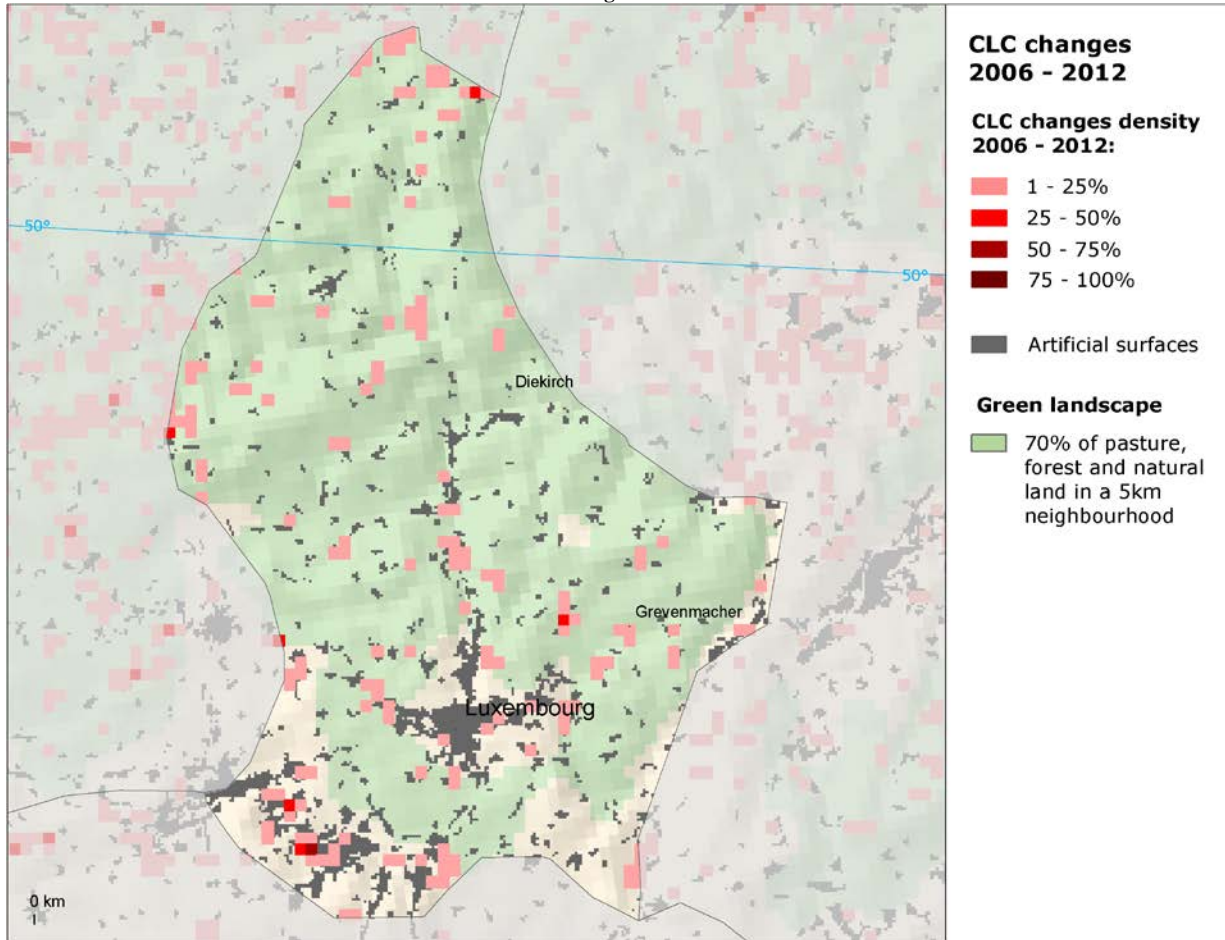 CLC changes
2006 - 2012
CLC changes density
2006 - 2012:
1 - 25%
25 - 50%
50 - 75%
75 - 100%
Artificial surfaces
Green landscape
70% of pasture,
forest and natural
land in a 5km
neighbourhood
50°
50°
Diekirch
Grevenmacher
Luxembourg
0 km